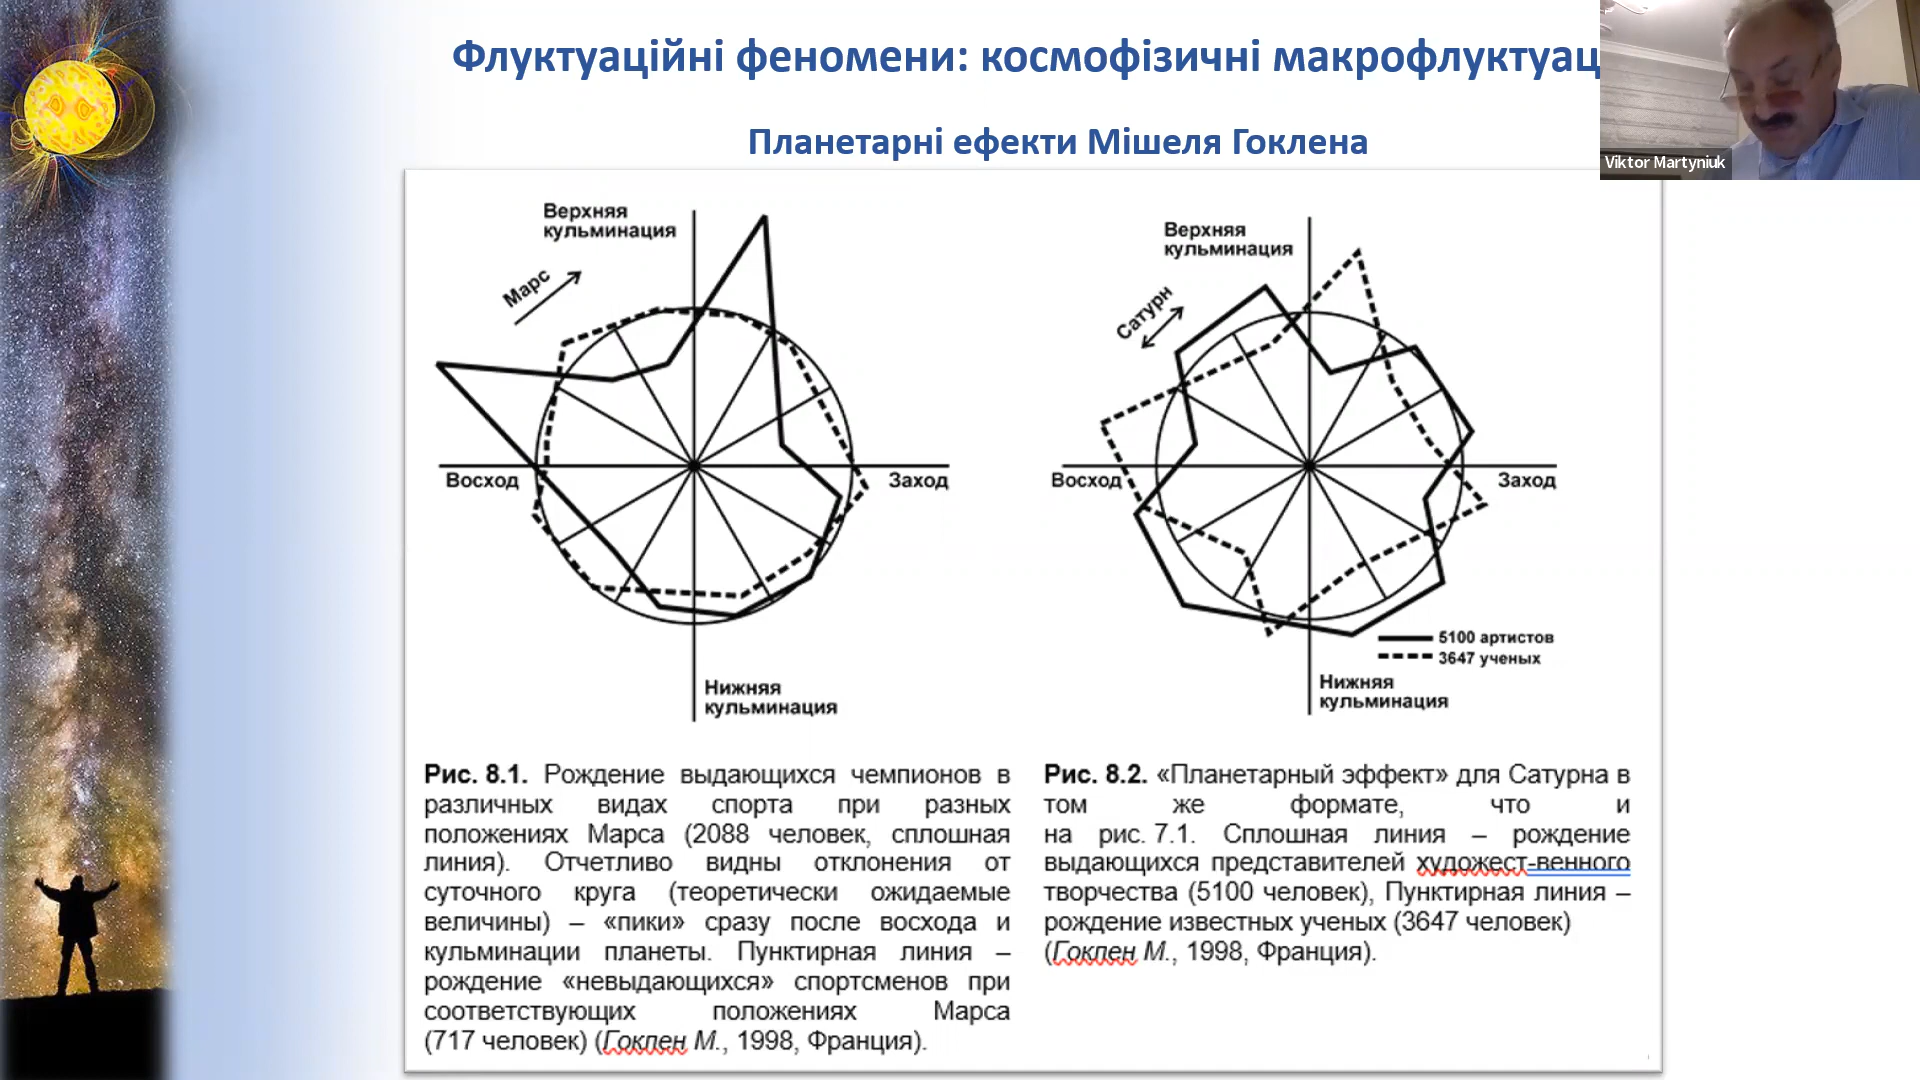 Флуктуаційні феномени: космофізичні макрофлуктуац
Viktor Martyniuk
Планетарні ефекти Мішеля Гоклена
Верхняя
кульминация
Марс
Восход
Заход
Нижняя
кульминация
Верхняя
кульминация
Сатурн
Восход
Заход
5100 артистов
3647 ученых
Нижняя
кульминация
Рис. 8.1. Рождение выдающихся чемпионов в
различных видах спорта при разных
положениях Марса (2088 человек, сплошная
линия). Отчетливо видны отклонения от
суточного круга (теоретически ожидаемые
величины) – «пики» сразу после восхода и
кульминации планеты. Пунктирная линия –
рождение «невыдающихся» спортсменов при
соответствующих положениях Марса
(717 человек) (Гоклен М., 1998, Франция).
Рис. 8.2. «Планетарный эффект» для Сатурна в
том же формате, что и
на рис. 7.1. Сплошная линия – рождение
выдающихся представителей художест-венного
творчества (5100 человек), Пунктирная линия –
рождение известных ученых (3647 человек)
(Гоклен М., 1998, Франция).